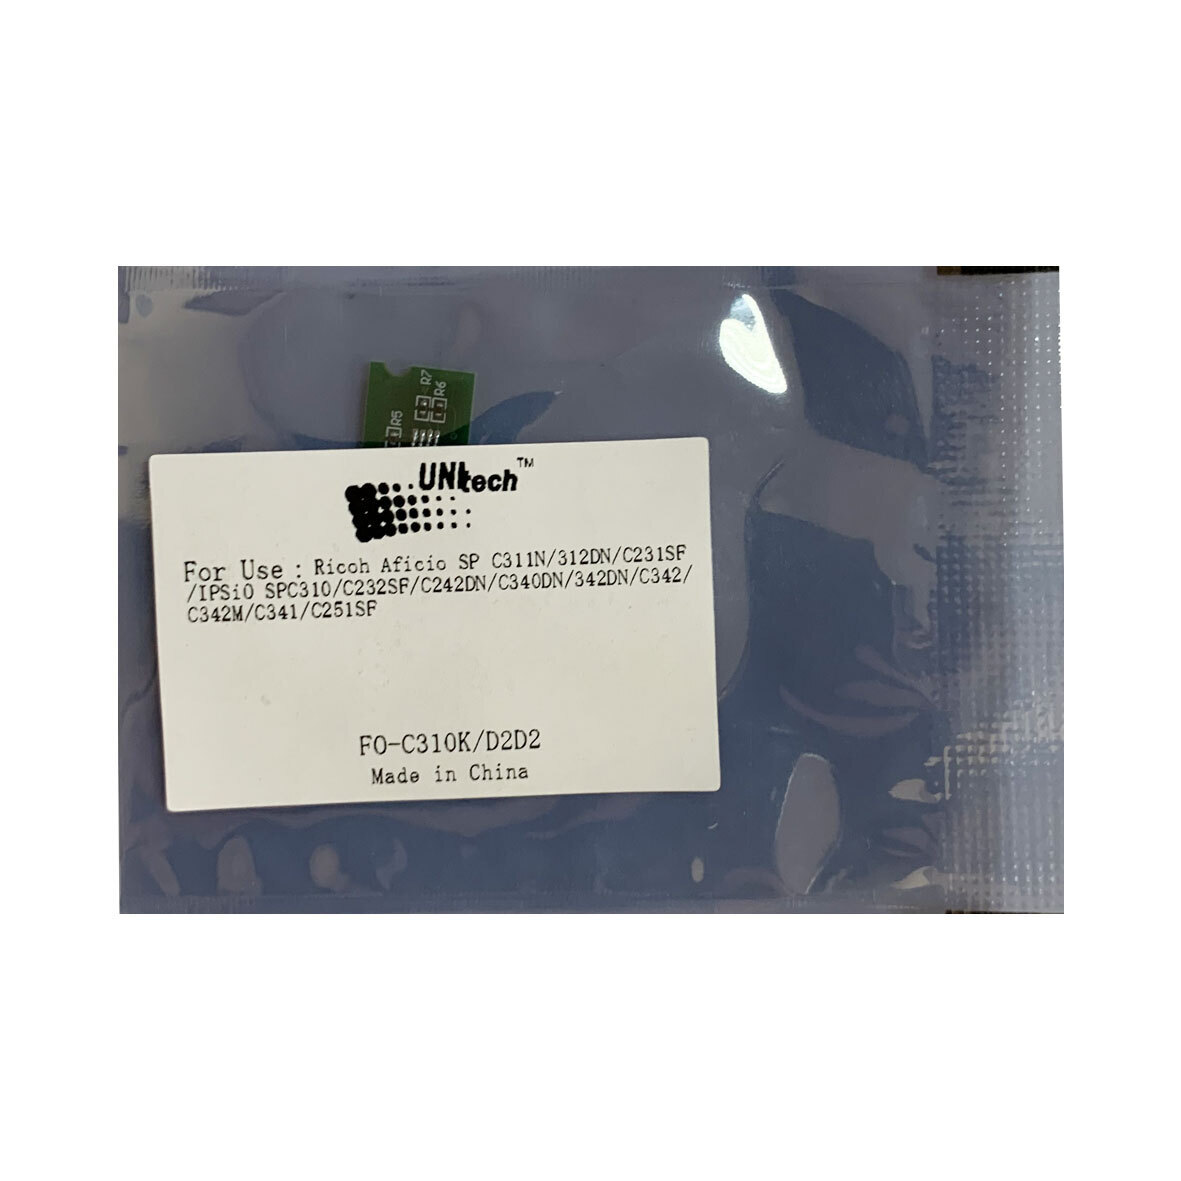 R7
R6
R5
UNItech™
For Use : Ricoh Aficio SP C311N/312DN/C231SF
/IPSiO SPC310/C232SF/C242DN/C340DN/342DN/C342/
C342M/C341/C251SF
FO-C310K/D2D2
Made in China